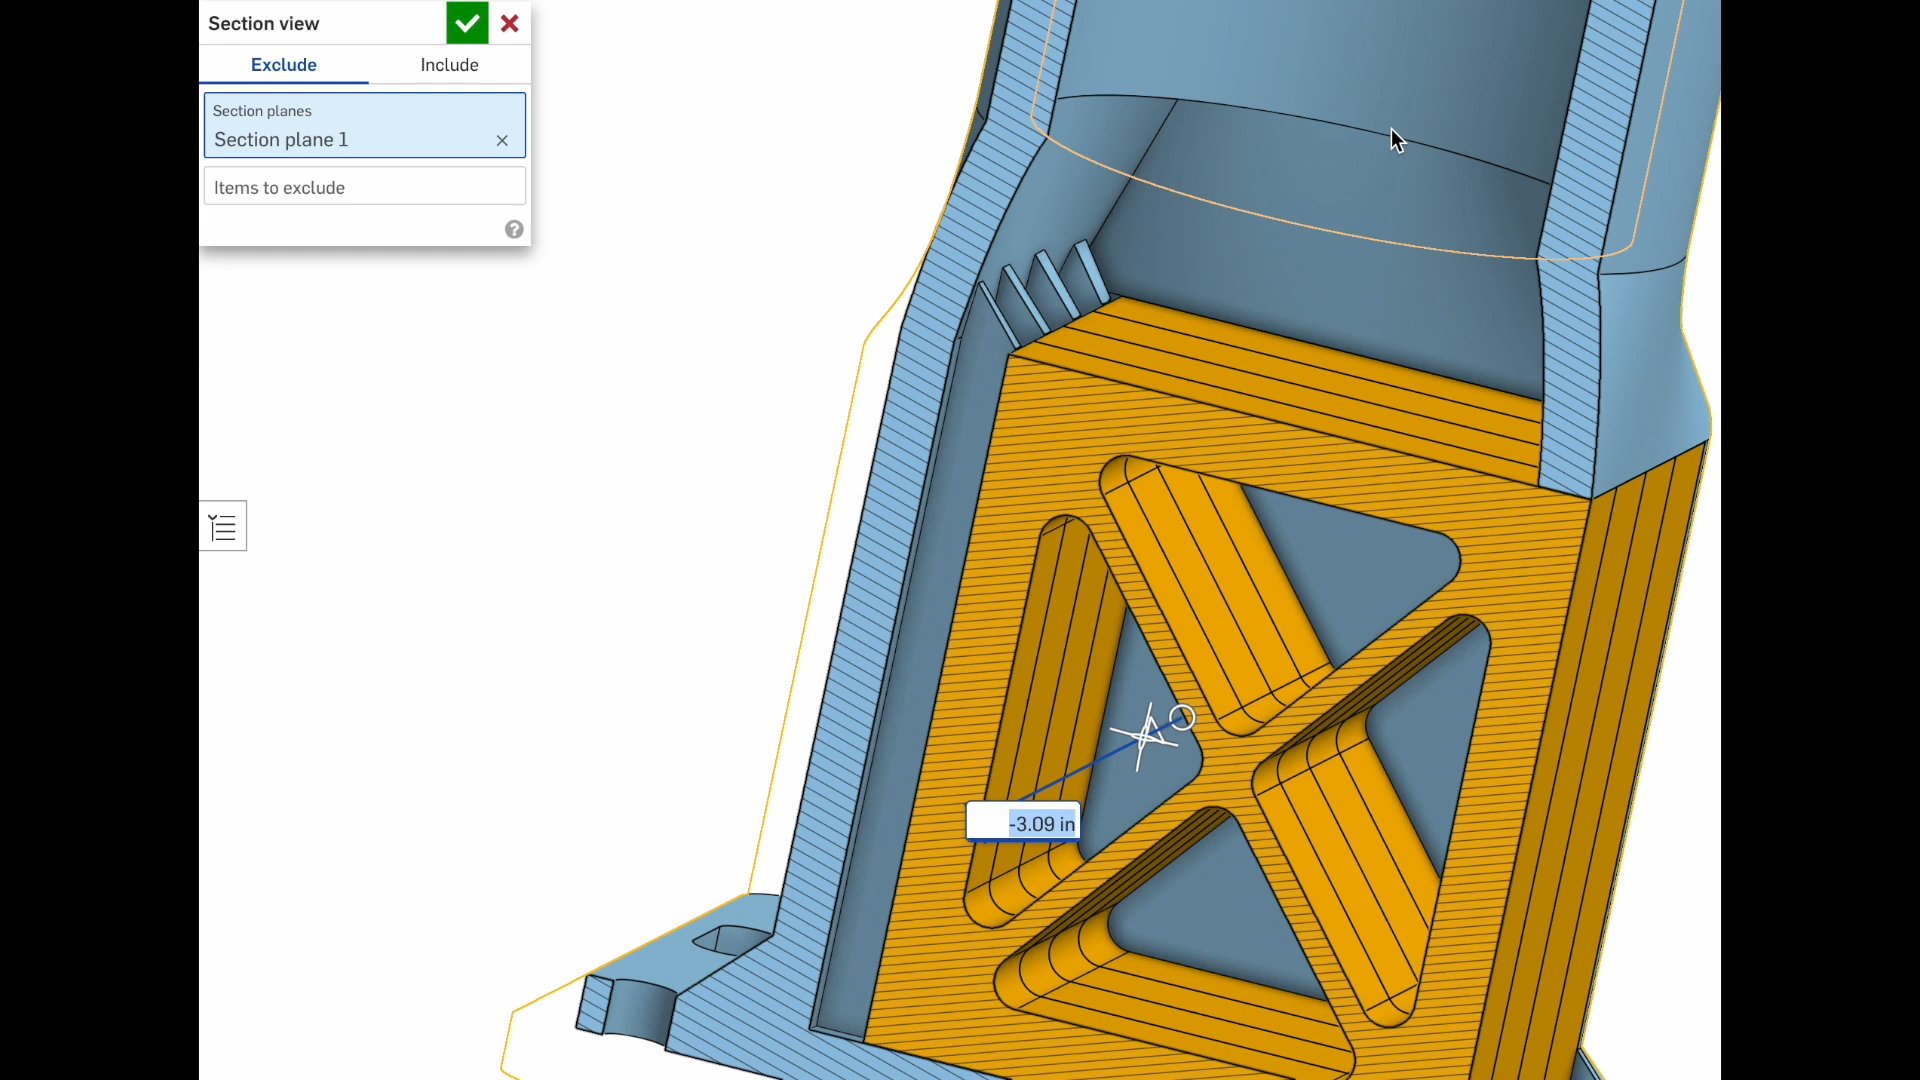 Section view
Exclude
Include
Section planes
Section plane 1
Items to exclude
?
-3.09 in